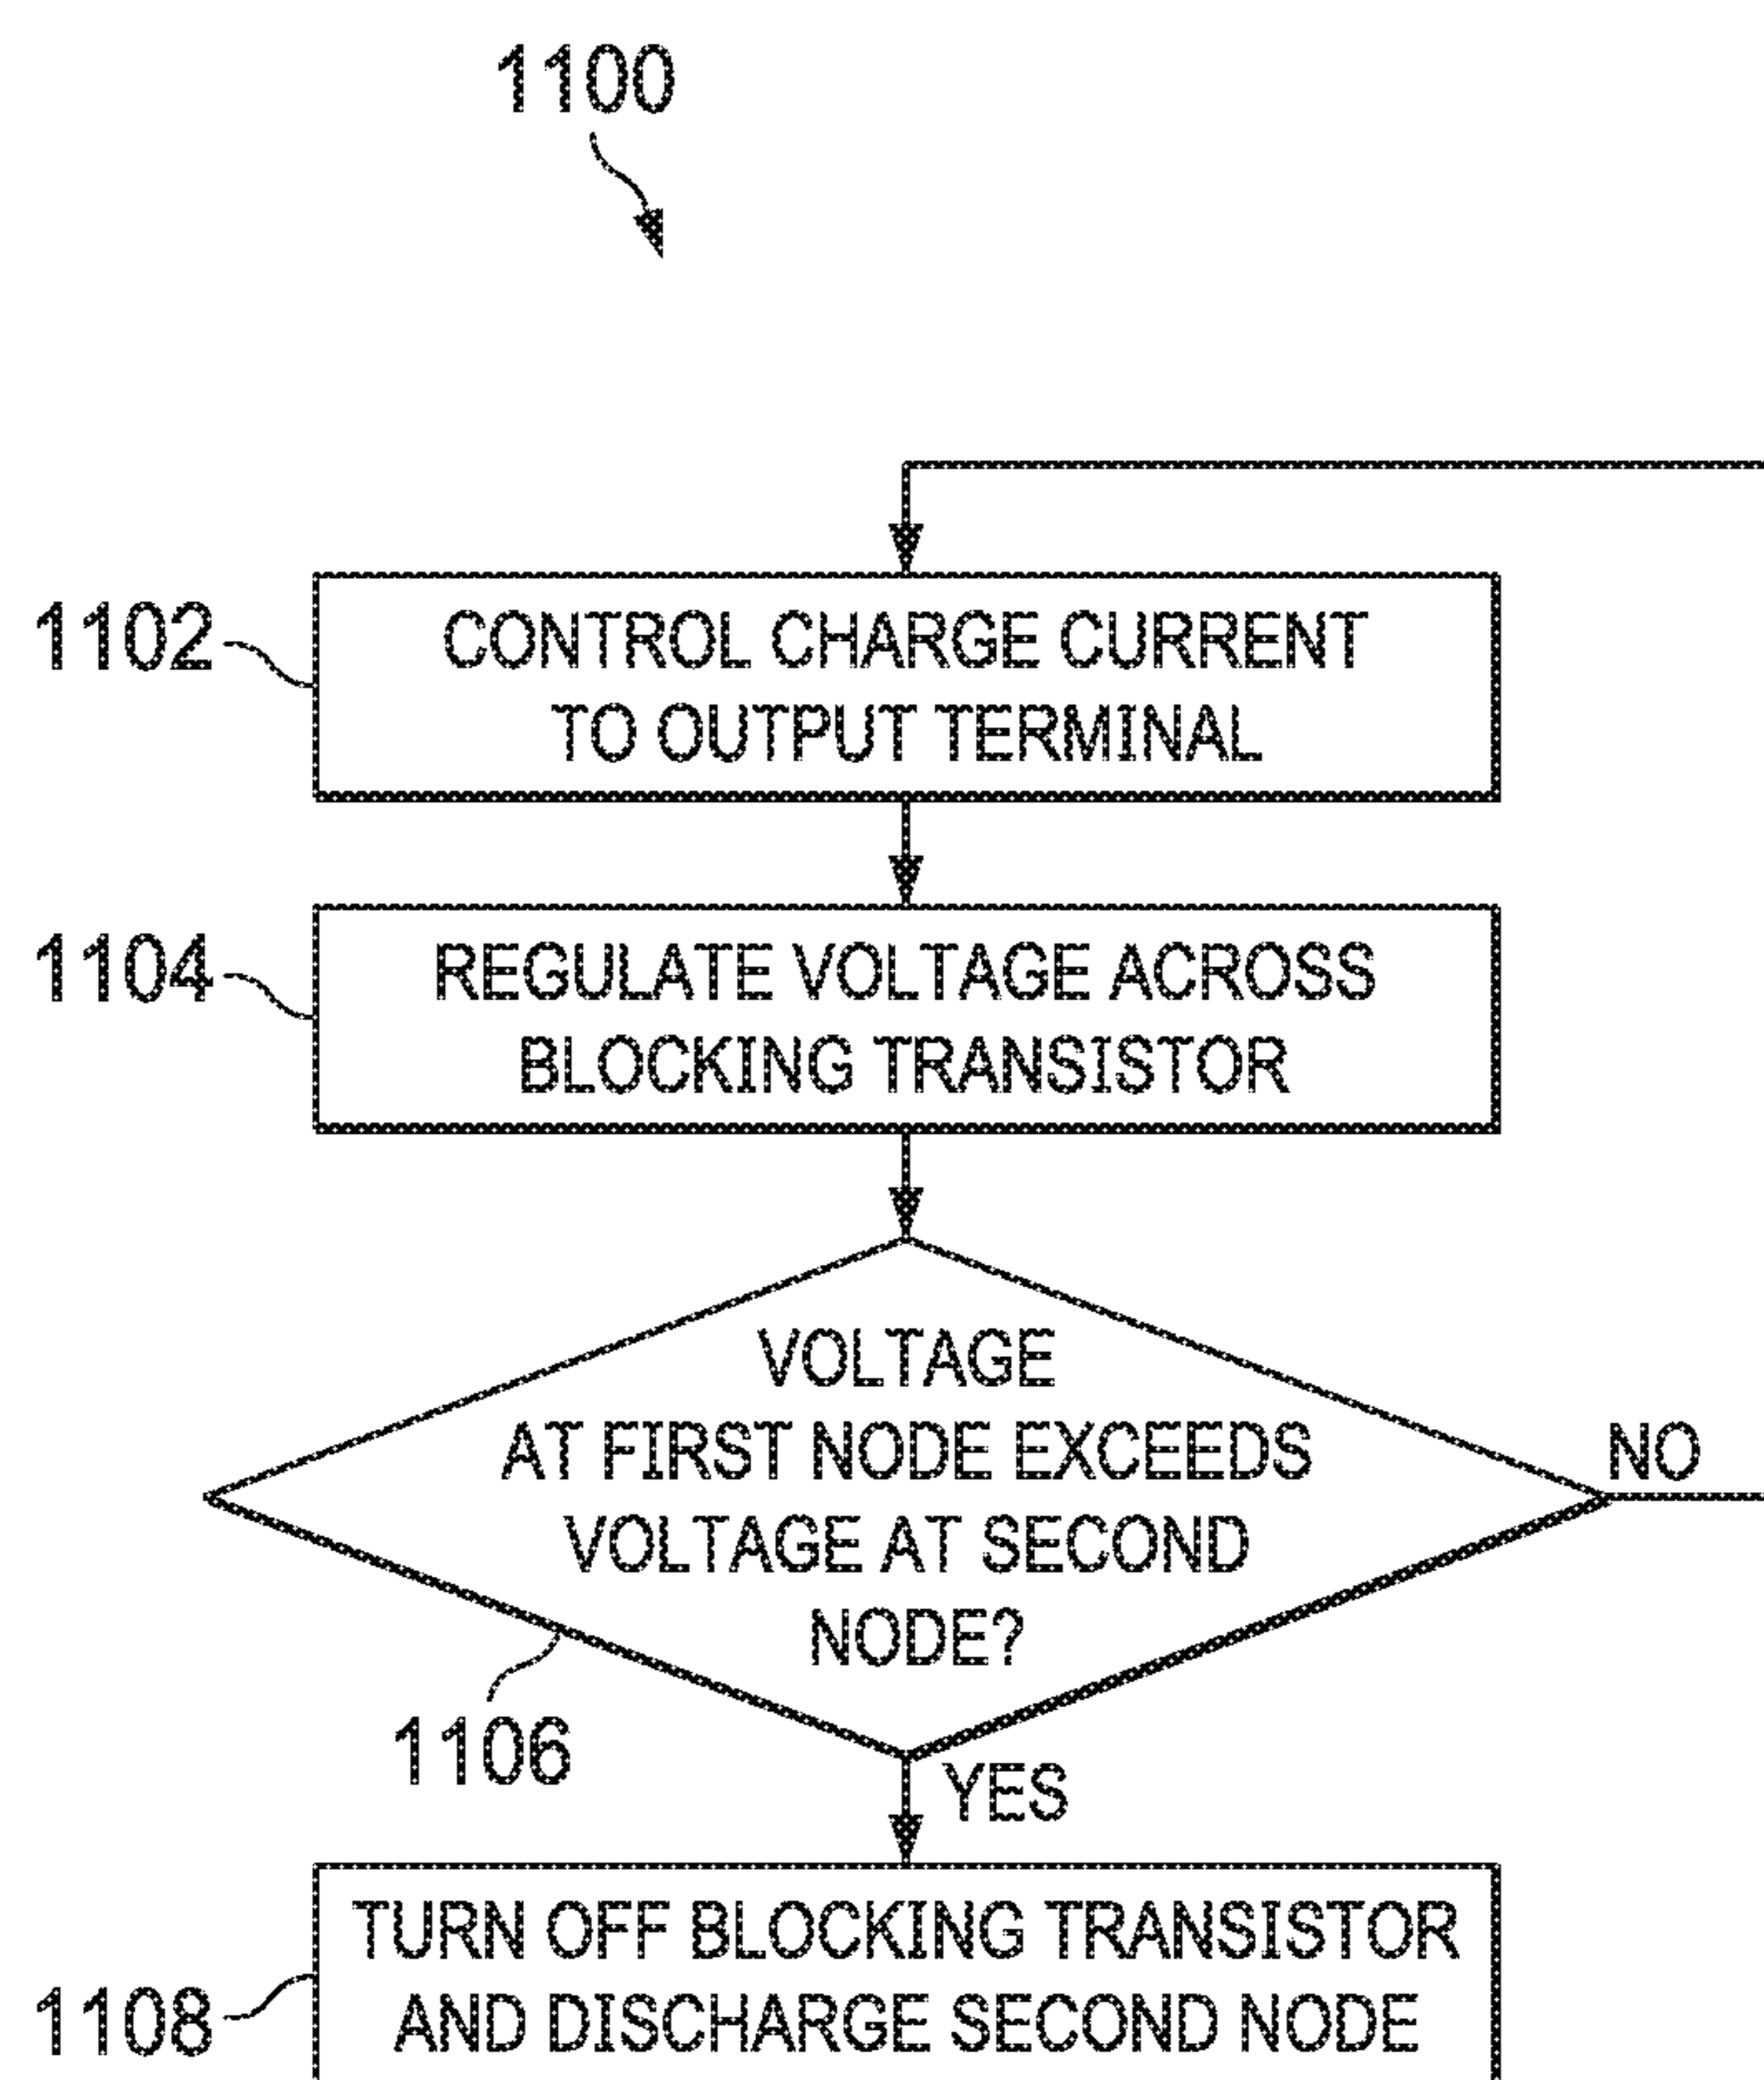 1100
1102
CONTROL CHARGE CURRENT
TO OUTPUT TERMINAL
1104
REGULATE VOLTAGE ACROSS
BLOCKING TRANSISTOR
VOLTAGE
AT FIRST NODE EXCEEDS
VOLTAGE AT SECOND
NODE?
NO
1106
YES
1108
TURN OFF BLOCKING TRANSISTOR
AND DISCHARGE SECOND NODE